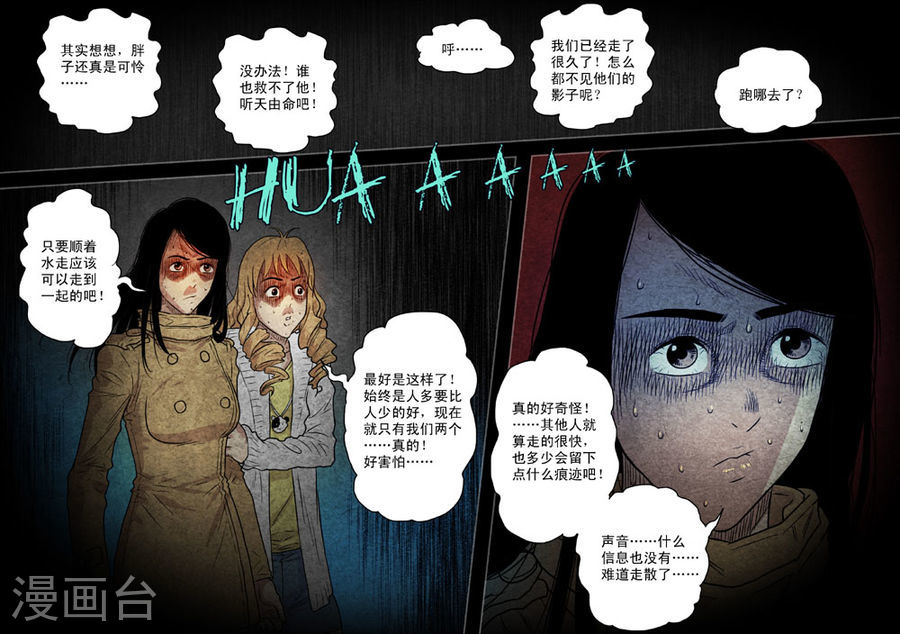 其实想想，胖
子还真是可怜
……
没办法！谁
也救不了他！
听天由命吧！
呼……
我们已经走了
很久了！怎么
都不见他们的
影子呢？
跑哪去了？
HUA A A A A A
只要顺着
水走应该
可以走到
一起的吧！
最好是这样了！
始终是人多要比
人少的好，现在
就只有我们两个
……真的！
好害怕……
真的好奇怪！
……其他人就
算走的很快，
也多少会留下
点什么痕迹吧！
声音……什么
信息也没有……
难道走散了……
漫画台